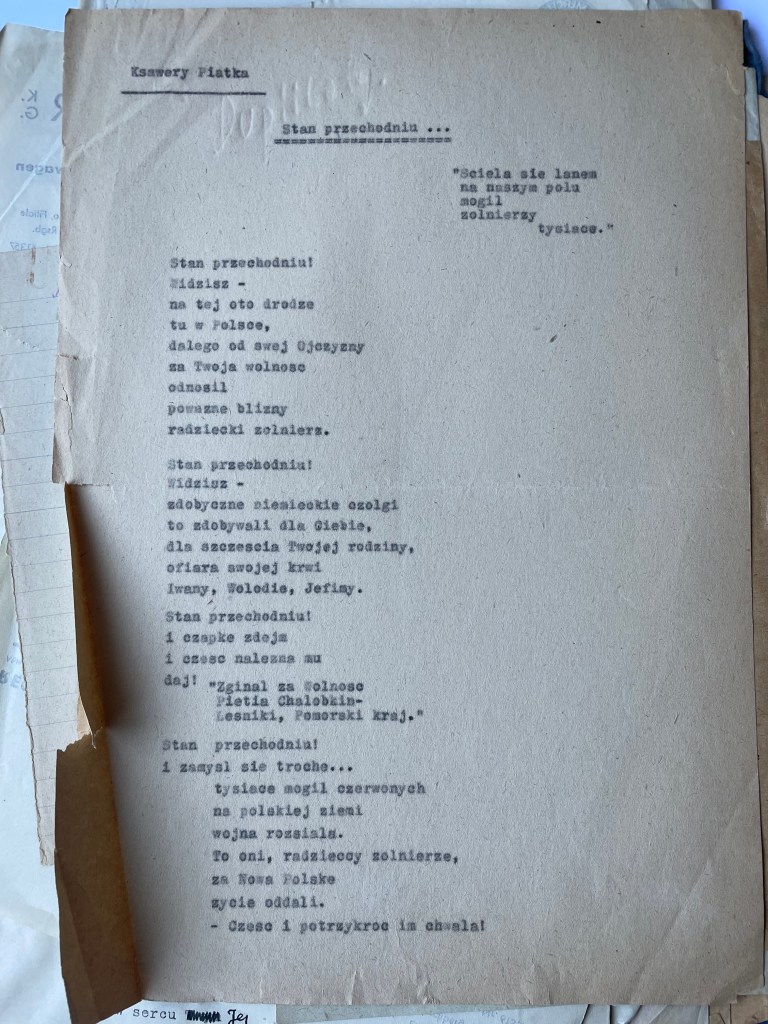 Ksawery Piatka
Stan przechodniu ...
"Sciela sie lanem
na naszym polu
mogil
zolnierzy
tysiace."
Stan przechodniu!
Widzisz -
na tej oto drodze
tu w Polsce,
dalego od swej Ojczyzny
za Twoja wolnosc
odnosil
powazne blizny
radziecki zolnierz.
Stan przechodniu!
Widzisz -
zdobyczne niemieckie czolgi
to zdobywali dla Ciebie,
dla szczescia Twojej rodziny,
ofiara swojej krwi
Iwany, Wolodie, Jefimy.
Stan przechodniu!
i czapke zdejm
i czesc nalezna mu
daj!
"Zginal za Wolnosc
Pietia Chalobkin-
Lesniki, Pomorski kraj."
Stan przechodniu!
i zamysl sie troche...
tysiace mogil czerwonych
na polskiej ziemi
wojna rozsiala.
To oni, radzieccy zolnierze,
za Nowa Polske
zycie oddali.
- Czesc i potrzykroc im chwala!
sercu Jej